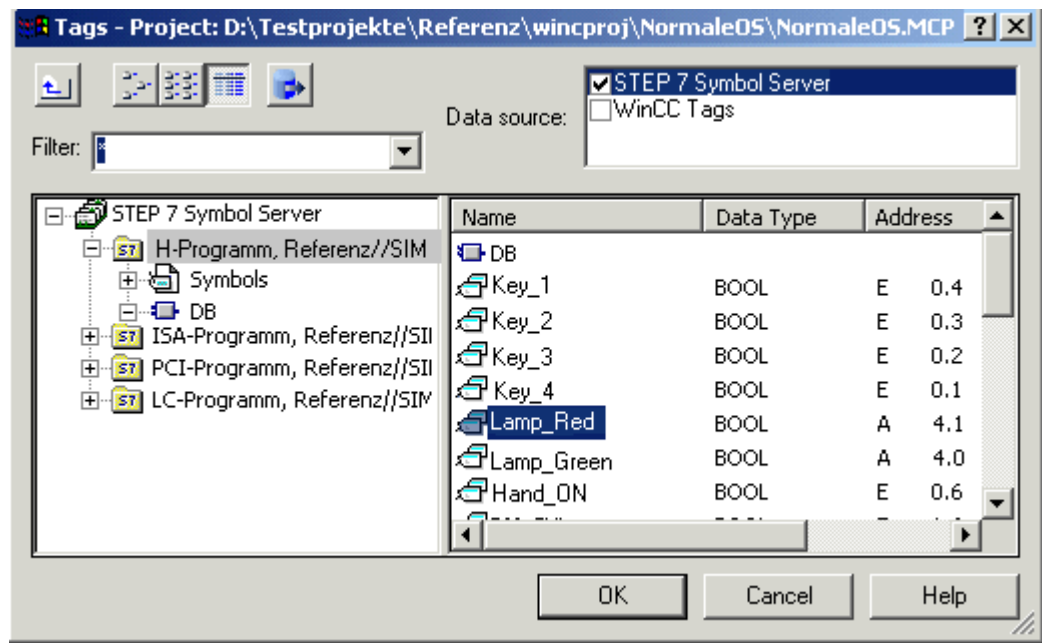 Tags - Project: D:\Testprojekte\Referenz\wincproj\NormaleOS\NormaleOS.MCP
Data source:
STEP 7 Symbol Server
WinCC Tags
Filter: *
STEP 7 Symbol Server
H-Programm, Referenz//SIM
Symbols
DB
ISA-Programm, Referenz//SII
PCI-Programm, Referenz//SII
LC-Programm, Referenz//SIM
Name Data Type Address
DB
Key_1 BOOL E 0.4
Key_2 BOOL E 0.3
Key_3 BOOL E 0.2
Key_4 BOOL E 0.1
Lamp_Red BOOL A 4.1
Lamp_Green BOOL A 4.0
Hand_ON BOOL E 0.6
OK Cancel Help